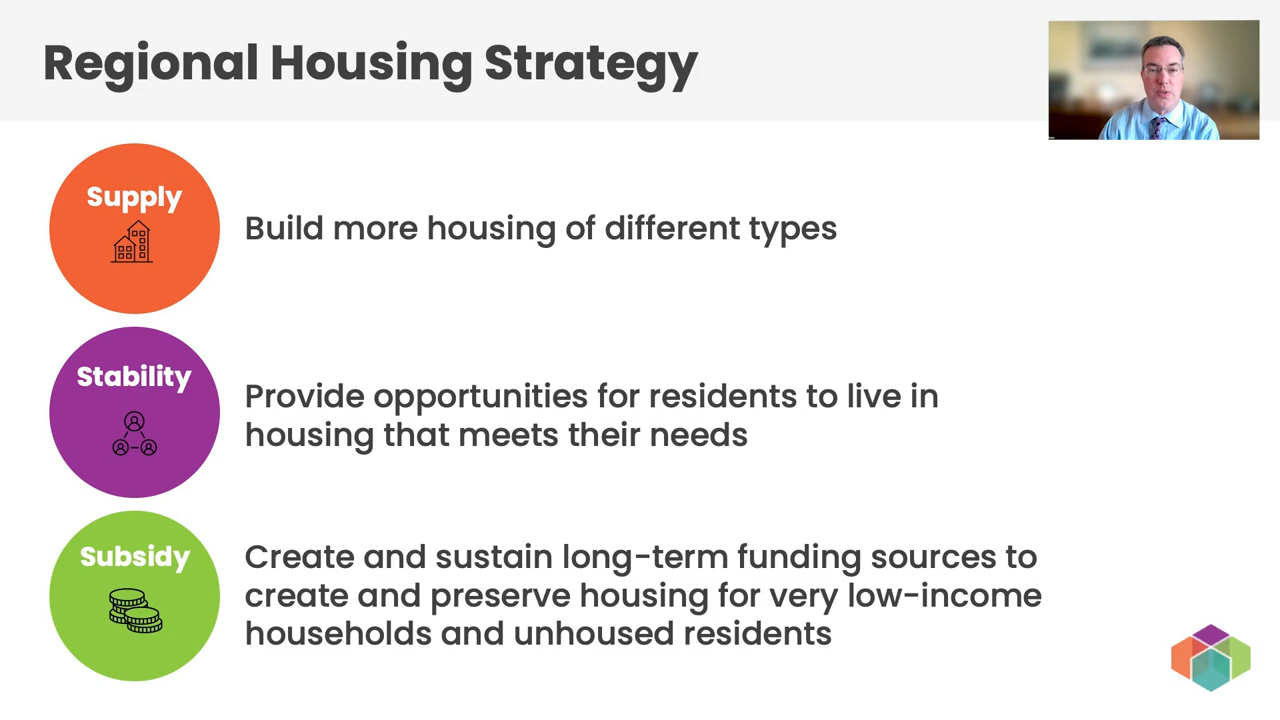 Regional Housing Strategy
Supply
Build more housing of different types
Stability
Provide opportunities for residents to live in
housing that meets their needs
Subsidy
Create and sustain long-term funding sources to
create and preserve housing for very low-income
households and unhoused residents